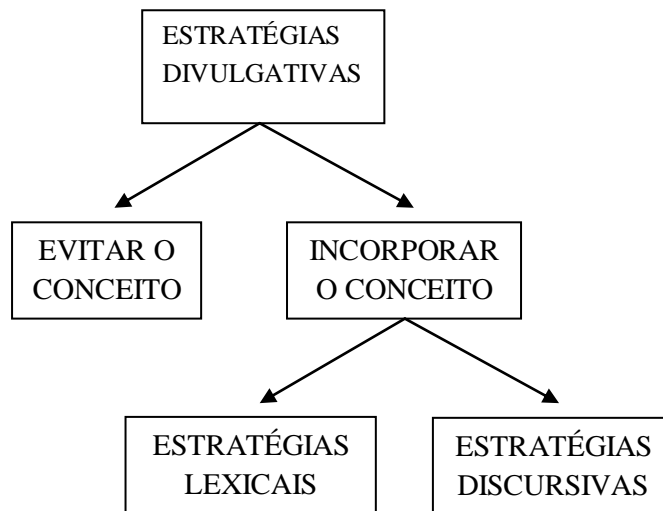 ESTRATÉGIAS
DIVULGATIVAS
EVITAR O
CONCEITO
INCORPORAR
O CONCEITO
ESTRATÉGIAS
LEXICAIS
ESTRATÉGIAS
DISCURSIVAS